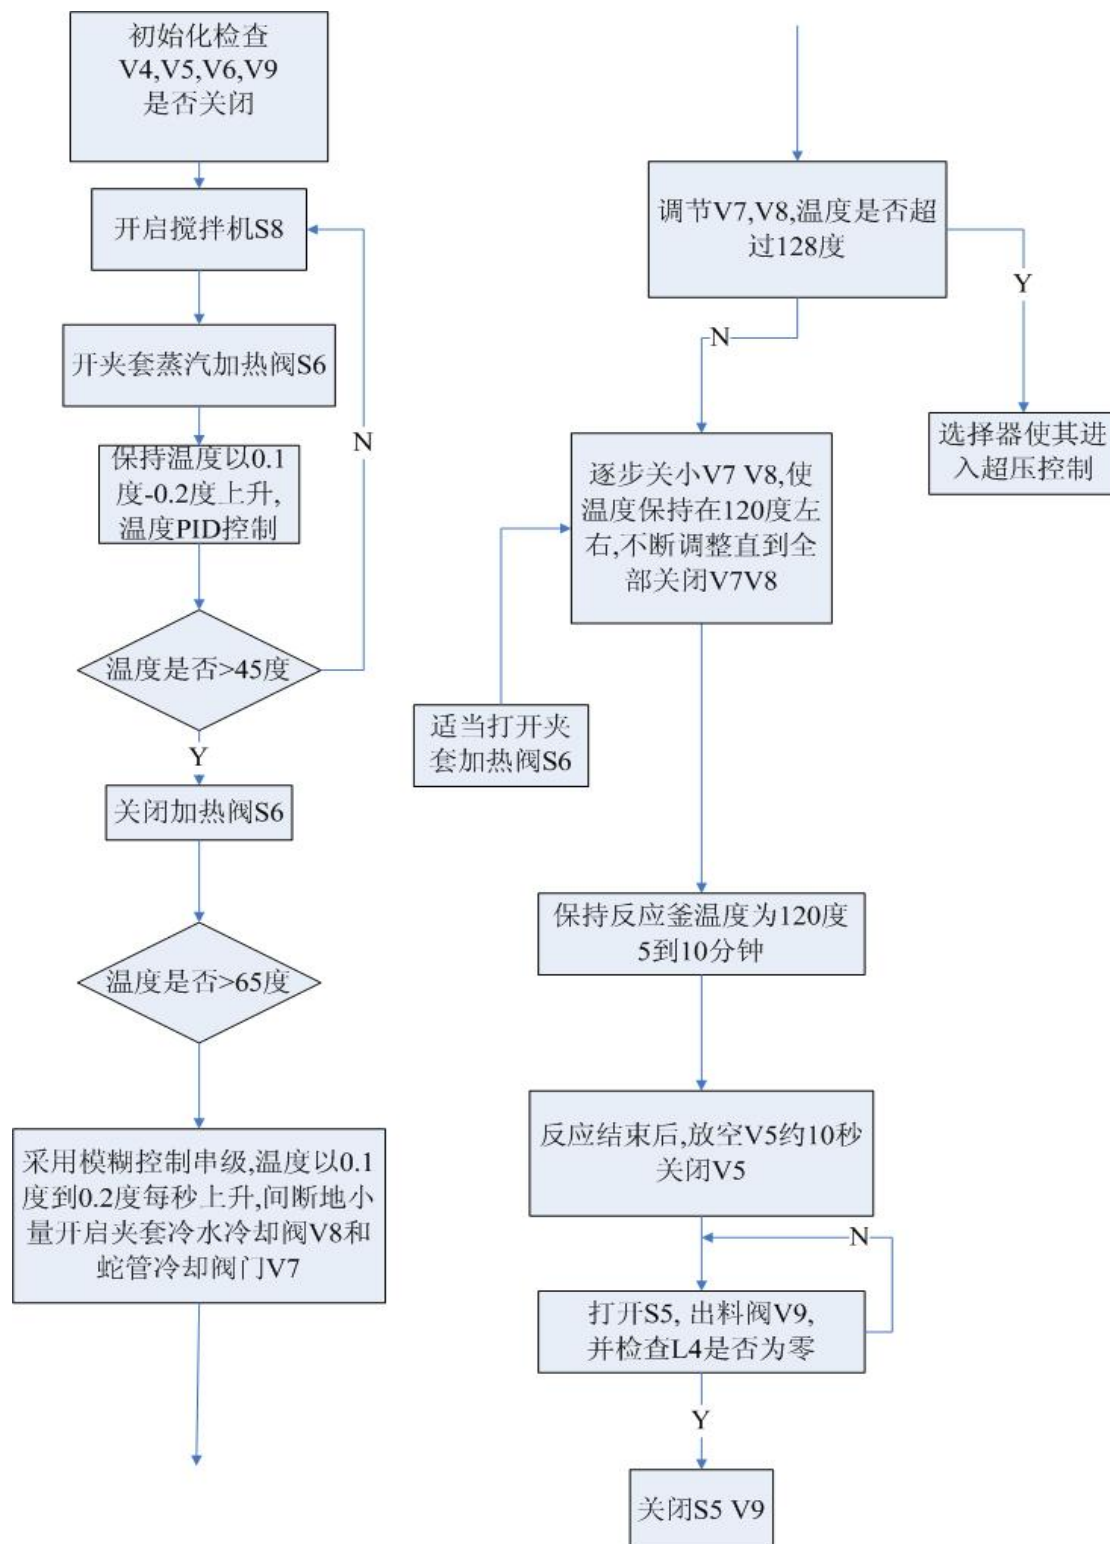 初始化检查
V4,V5,V6,V9
是否关闭
开启搅拌机S8
开夹套蒸汽加热阀S6
保持温度以0.1
度-0.2度上升,
温度PID控制
N
温度是否>45度
Y
关闭加热阀S6
温度是否>65度
采用模糊控制串级,温度以0.1
度到0.2度每秒上升,间断地小
量开启夹套冷水冷却阀V8和
蛇管冷却阀门V7
调节V7,V8,温度是否超
过128度
Y
N
选择器使其进
入超压控制
逐步关小V7 V8,使
温度保持在120度左
右,不断调整直到全
部关闭V7V8
适当打开夹
套加热阀S6
保持反应釜温度为120度
5到10分钟
反应结束后,放空V5约10秒
关闭V5
N
打开S5, 出料阀V9,
并检查L4是否为零
Y
关闭S5 V9